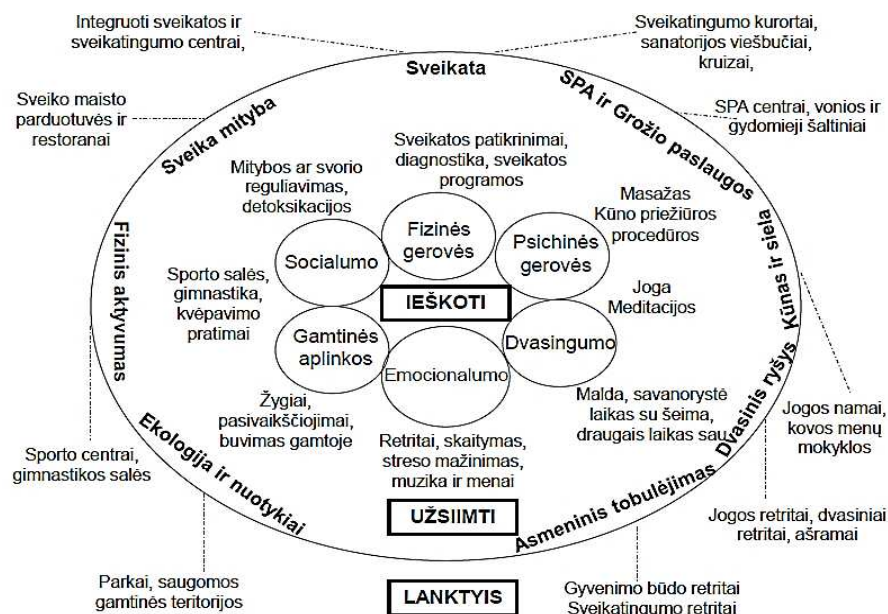 Integruoti sveikatos ir
sveikatingumo centrai,
Sveikatingumo kurortai,
sanatorijos viešbučiai,
kruizai,
Sveikata
SPA ir Grožio paslaugos
Sveiko maisto
parduotuvės ir
restoranai
Sveika mityba
SPA centrai, vonios ir
gydomieji šaltiniai
Sveikatos patikrinimai,
diagnostika, sveikatos
programos
Mitybos ar svorio
reguliavimas,
detoksikacijos
Masažas
Kūno priežiūros
procedūros
Fizinės
gerovės
Psichinės
gerovės
Socialumo
Fizinis aktyvumas
Kūnas ir siela
Sporto salės,
gimnastika,
kvėpavimo
pratimai
IEŠKOTI
Joga
Meditacijos
Gamtinės
aplinkos
Dvasingumo
Emocionalumo
Dvasinis ryšys
Žygiai,
pasivaikščiojimai,
buvimas gamtoje
Malda, savanorystė
laikas su šeima,
draugais laikas sau
Jogos namai,
kovos menų
mokyklos
Retritai, skaitymas,
streso mažinimas,
muzika ir menai
Sporto centrai,
gimnastikos salės
Ekologija ir nuotykiai
Asmeninis tobulėjimas
UŽSIIMTI
Jogos retritai, dvasiniai
retritai, ašramai
Parkai, saugomos
gamtinės teritorijos
LANKTYIS
Gyvenimo būdo retritai
Sveikatingumo retritai